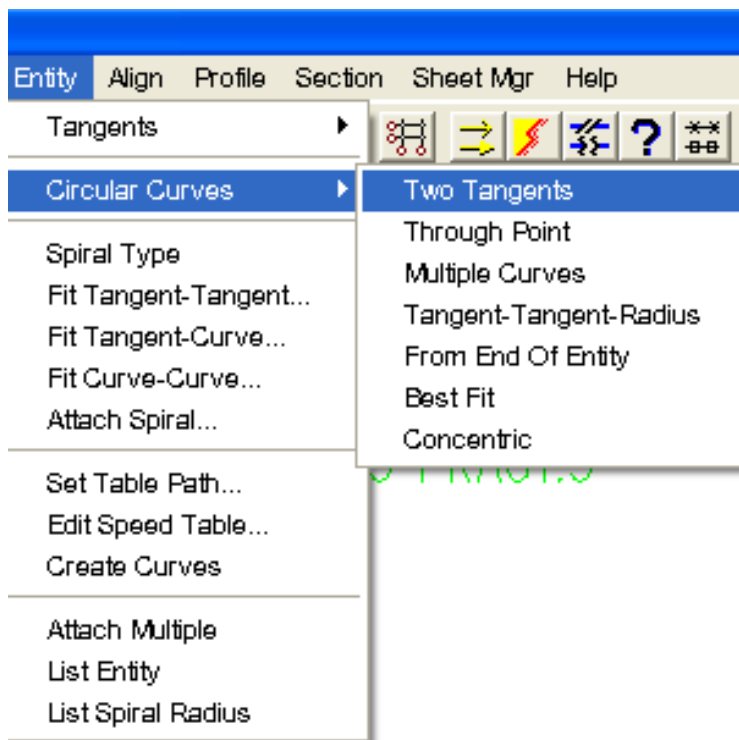 Entity Align Profile Section Sheet Mgr Help
Tangents
Circular Curves
Spiral Type
Fit Tangent-Tangent...
Fit Tangent-Curve...
Fit Curve-Curve...
Attach Spiral...
Set Table Path...
Edit Speed Table...
Create Curves
Attach Multiple
List Entity
List Spiral Radius
Two Tangents
Through Point
Multiple Curves
Tangent-Tangent-Radius
From End Of Entity
Best Fit
Concentric